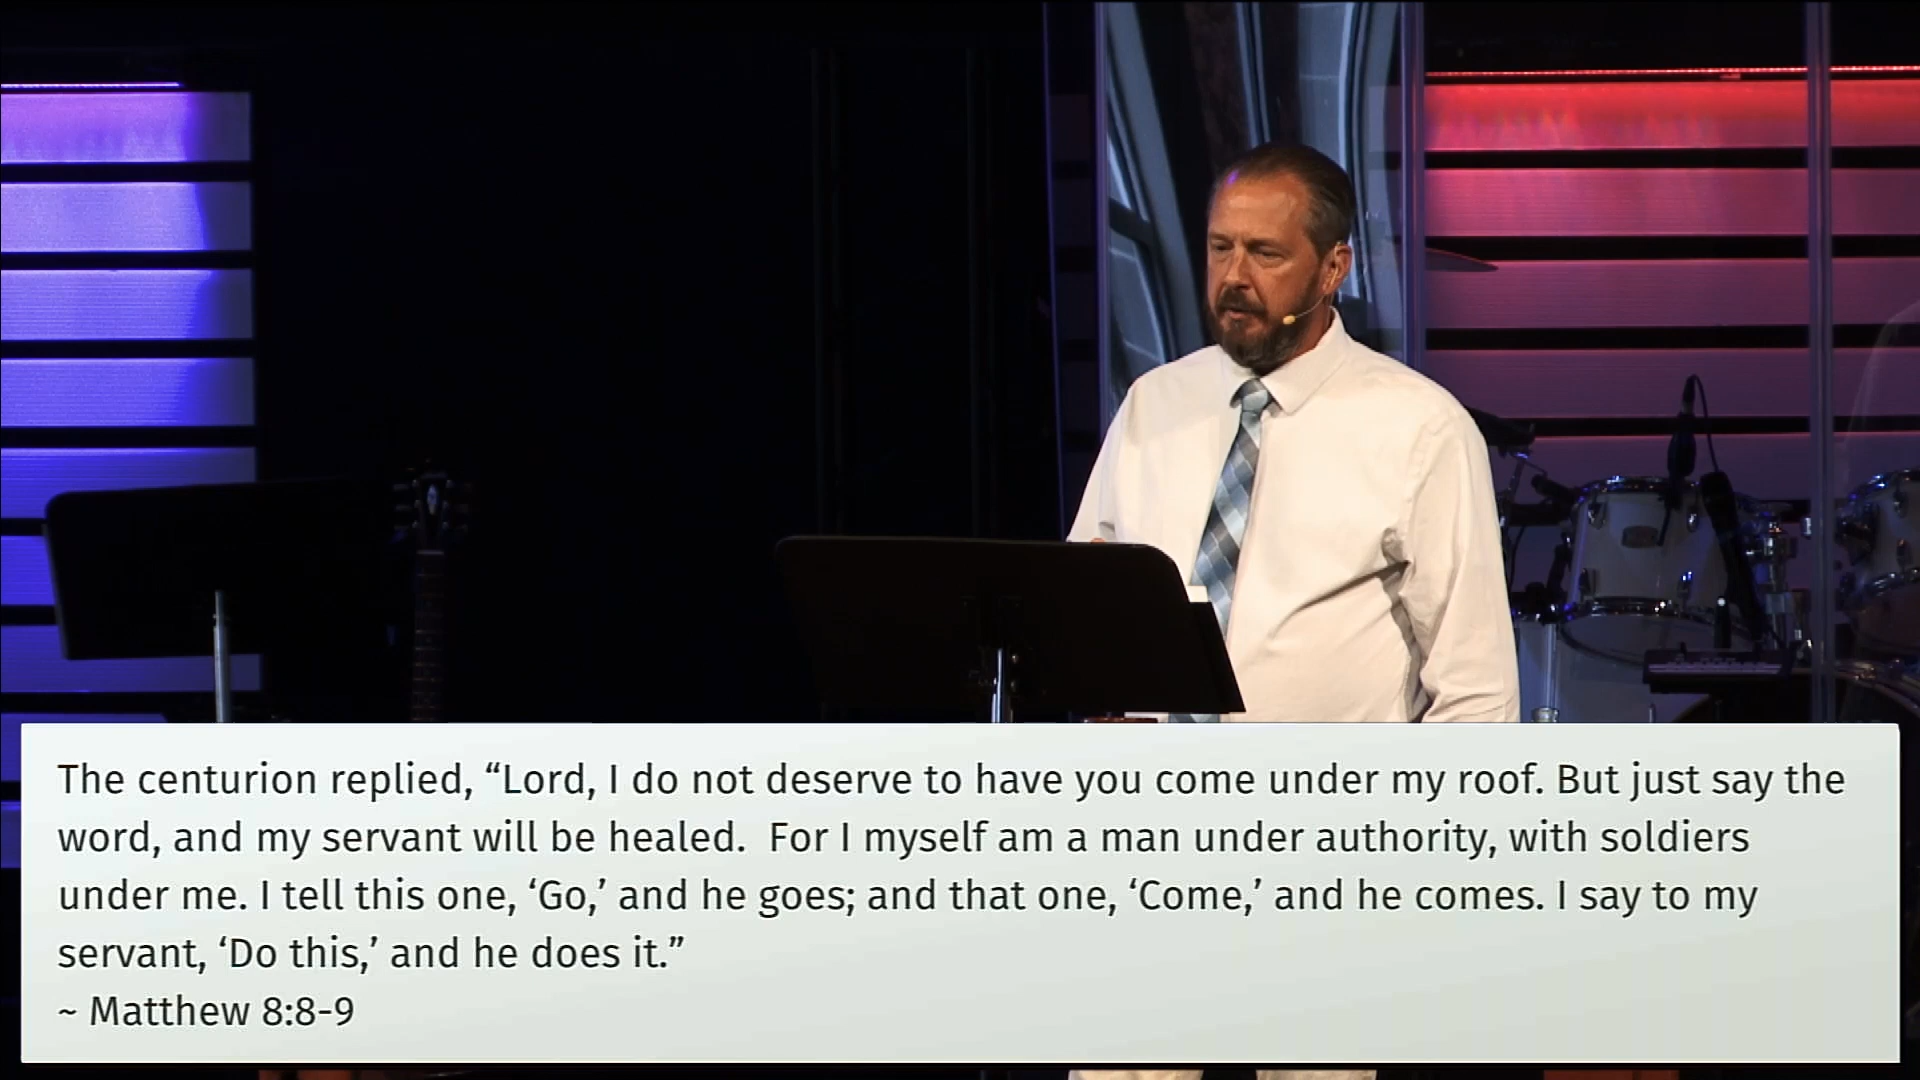 The centurion replied, “Lord, I do not deserve to have you come under my roof. But just say the
word, and my servant will be healed.  For I myself am a man under authority, with soldiers
under me. I tell this one, ‘Go,’ and he goes; and that one, ‘Come,’ and he comes. I say to my
servant, ‘Do this,’ and he does it.”
~ Matthew 8:8-9